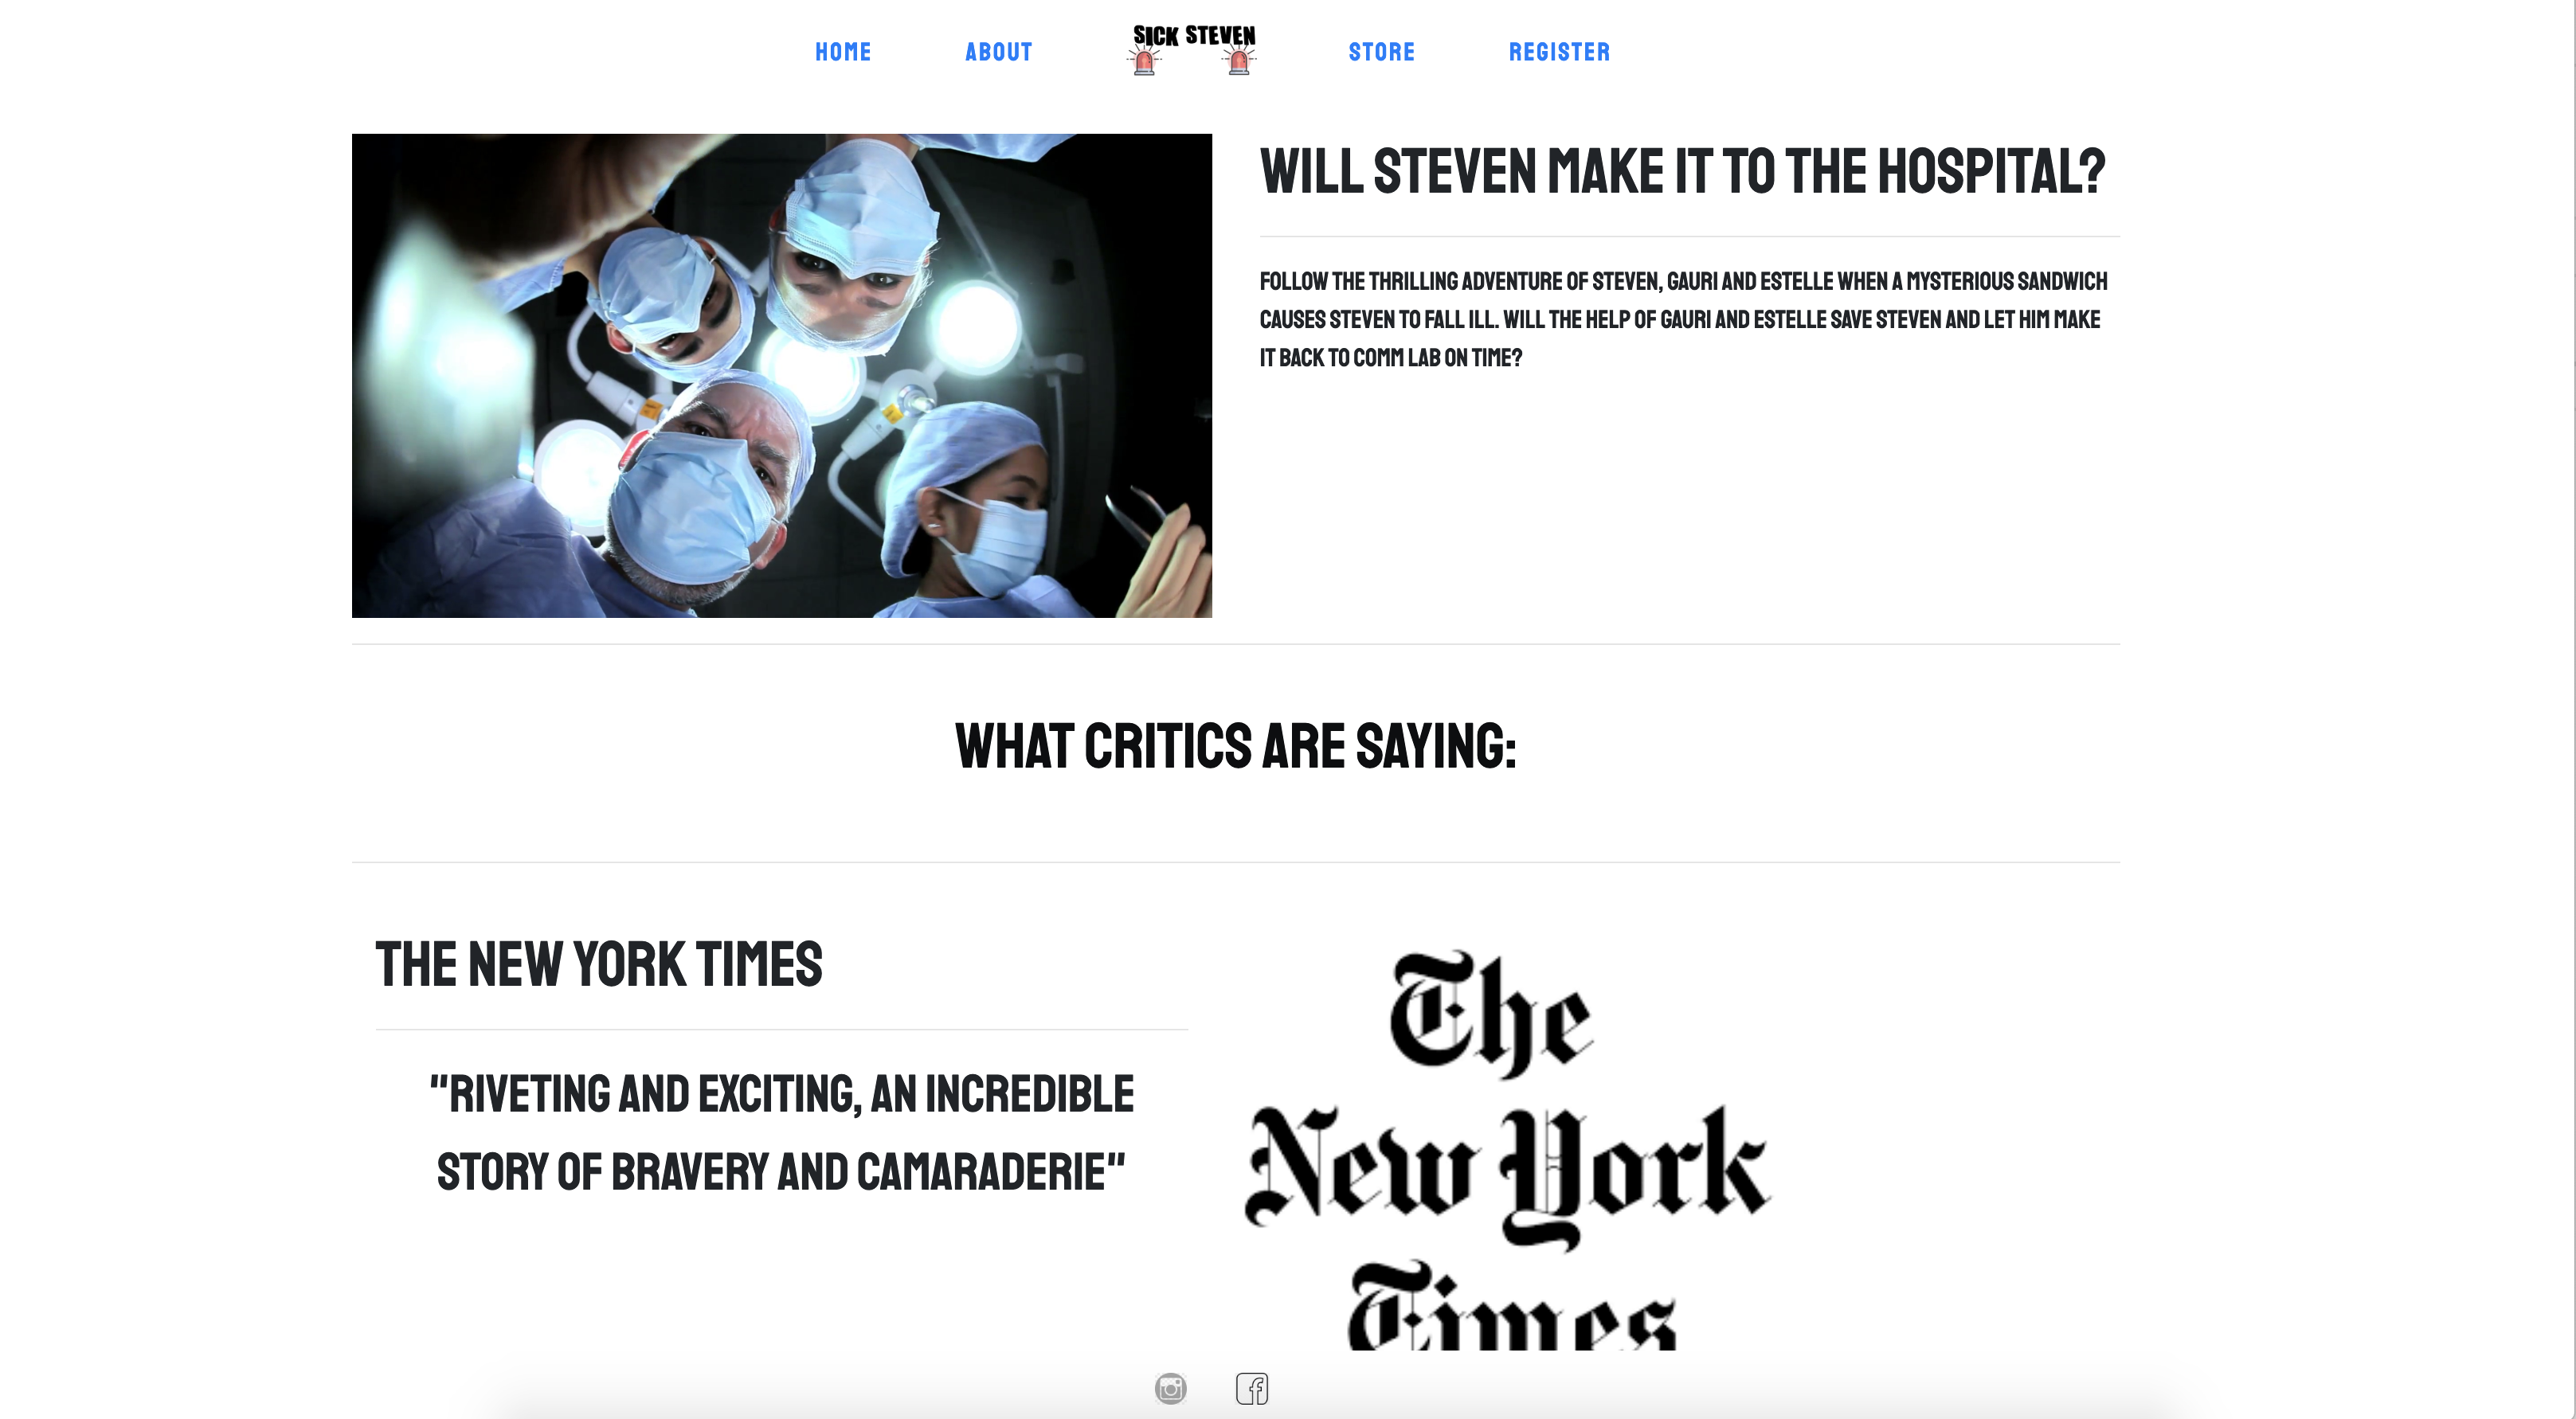 HOME ABOUT SICK STEVEN STORE REGISTER
WILL STEVEN MAKE IT TO THE HOSPITAL?
FOLLOW THE THRILLING ADVENTURE OF STEVEN, GAURI AND ESTELLE WHEN A MYSTERIOUS SANDWICH
CAUSES STEVEN TO FALL ILL. WILL THE HELP OF GAURI AND ESTELLE SAVE STEVEN AND LET HIM MAKE
IT BACK TO COMM LAB ON TIME?
WHAT CRITICS ARE SAYING:
THE NEW YORK TIMES
"RIVETING AND EXCITING, AN INCREDIBLE
STORY OF BRAVERY AND CAMARADERIE"
The
New York
Times